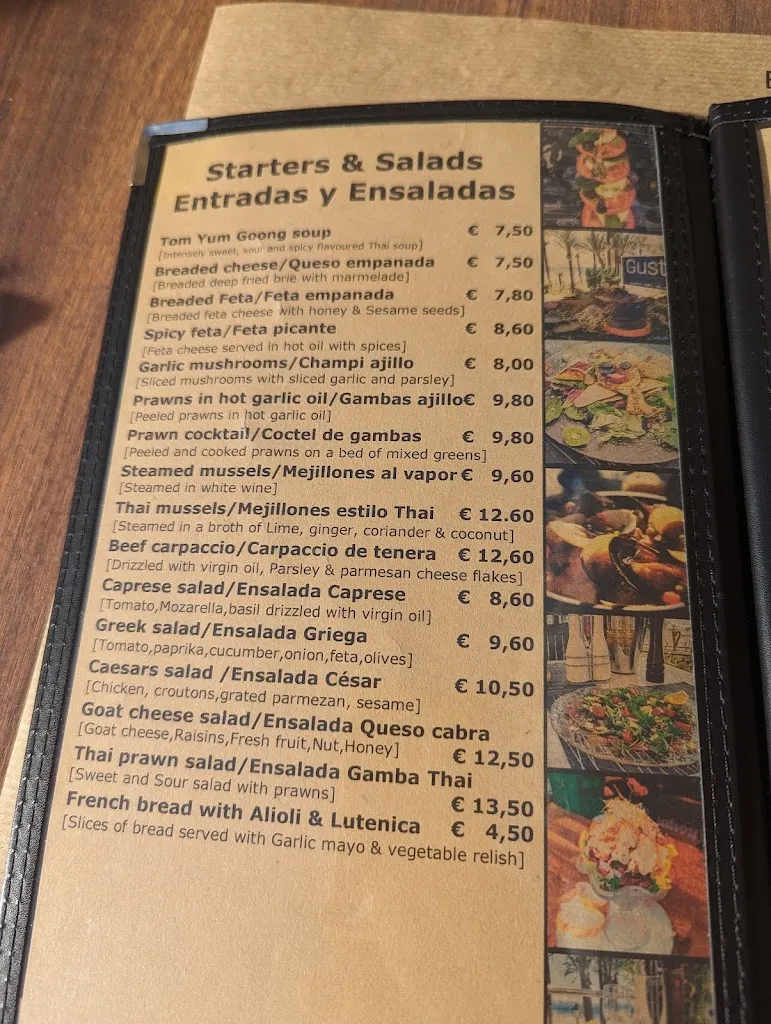 Starters & Salads
Entradas y Ensaladas
Tom Yum Goong soup € 7,50
[Intensely sweet, sour and spicy flavoured Thai soup]
Breaded cheese/Queso empanada € 7,50
[Breaded deep fried brie with marmelade]
Breaded Feta/Feta empanada € 7,80
[Breaded feta cheese with honey & Sesame seeds]
Spicy feta/Feta picante € 8,60
[Feta cheese served in hot oil with spices]
Garlic mushrooms/Champi ajillo € 8,00
[Sliced mushrooms with sliced garlic and parsley]
Prawns in hot garlic oil/Gambas ajillo€ 9,80
[Peeled prawns in hot garlic oil]
Prawn cocktail/Coctel de gambas € 9,80
[Peeled and cooked prawns on a bed of mixed greens]
Steamed mussels/Mejillones al vapor € 9,60
[Steamed in white wine]
Thai mussels/Mejillones estilo Thai € 12.60
[Steamed in a broth of Lime, ginger, coriander & coconut]
Beef carpaccio/Carpaccio de tenera € 12,60
[Drizzled with virgin oil, Parsley & parmesan cheese flakes]
Caprese salad/Ensalada Caprese € 8,60
[Tomato,Mozarella,basil drizzled with virgin oil]
Greek salad/Ensalada Griega € 9,60
[Tomato,paprika,cucumber,onion,feta,olives]
Caesars salad /Ensalada César € 10,50
[Chicken, croutons,grated parmezan, sesame]
Goat cheese salad/Ensalada Queso cabra
[Goat cheese,Raisins,Fresh fruit,Nut,Honey] € 12,50
Thai prawn salad/Ensalada Gamba Thai
[Sweet and Sour salad with prawns] € 13,50
French bread with Alioli & Lutenica € 4,50
[Slices of bread served with Garlic mayo & vegetable relish]
Gust